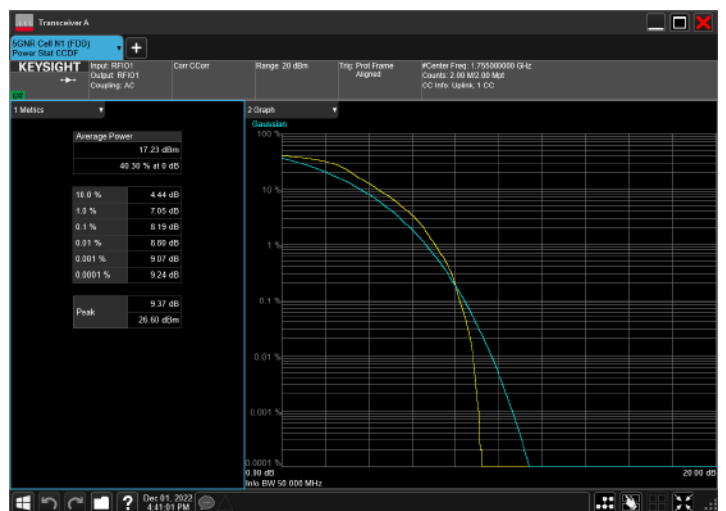 Transceiver A
5GNR Cell N1 (FDD)
Power Stat CCDF
KEYSIGHT
Input: RFIO1
Output: RFIO1
Coupling: AC
Corr CCorr
Range: 20 dBm
Trig: Prot Frame
Aligned
#Center Freq: 1.755000000 GHz
Counts: 2.00 M/2.00 Mpt
CC Info: Uplink, 1 CC
1 Metrics
Average Power
17.23 dBm
40.30 % at 0 dB
10.0 % 4.44 dB
1.0 % 7.05 dB
0.1 % 8.19 dB
0.01 % 8.80 dB
0.001 % 9.07 dB
0.0001 % 9.24 dB
Peak
9.37 dB
26.60 dBm
2 Graph
Gaussian
100 %
10 %
1 %
0.1 %
0.01 %
0.001 %
0.0001 %
0.00 dB
20.00 dB
Info BW 50.000 MHz
?
Dec 01, 2022
4:41:01 PM